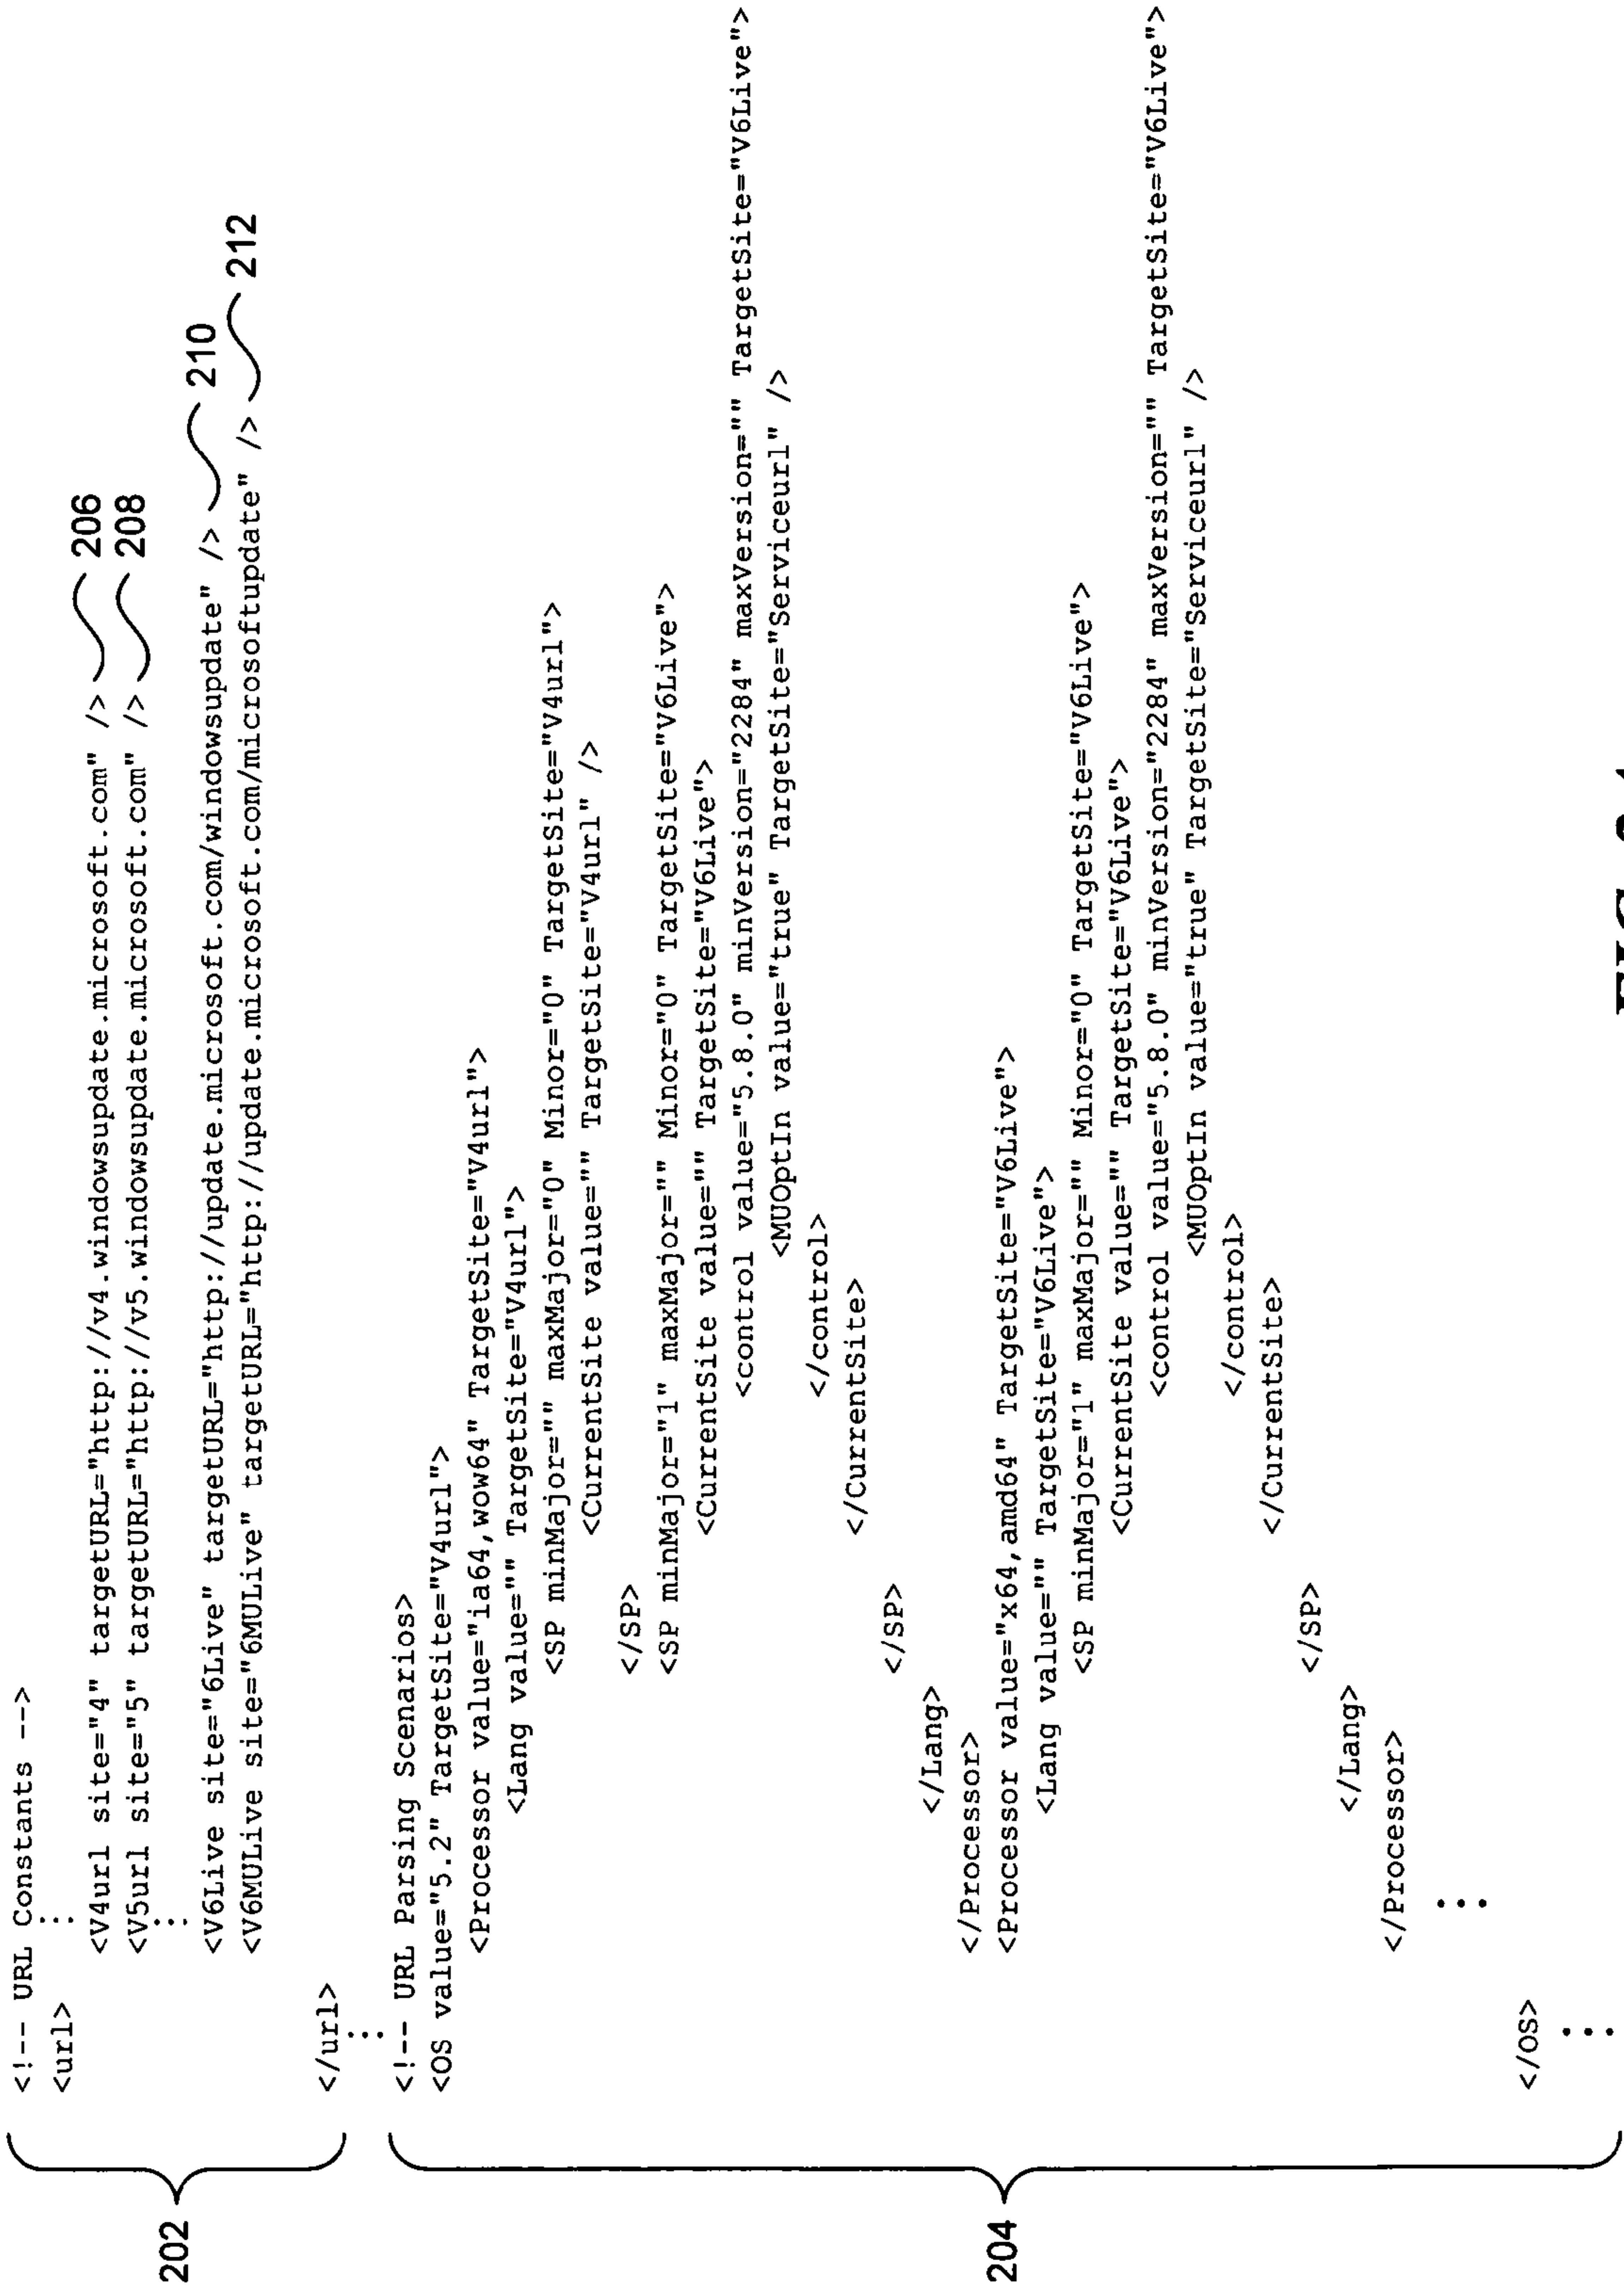 <!-- URL Constants -->
<url>
⋮
<V4url site="4" targetURL="http://v4.windowsupdate.microsoft.com" /> 206
<V5url site="5" targetURL="http://v5.windowsupdate.microsoft.com" /> 208
⋮
<V6Live site="6Live" targetURL="http://update.microsoft.com/windowsupdate" /> 210
<V6MULive site="6MULive" targetURL="http://update.microsoft.com/microsoftupdate" /> 212
</url>
202
⋮
<!-- URL Parsing Scenarios>
<OS value="5.2" TargetSite="V4url">
<Processor value="ia64,wow64" TargetSite="V4url">
<Lang value="" TargetSite="V4url">
<SP minMajor="" maxMajor="0" Minor="0" TargetSite="V4url">
<CurrentSite value="" TargetSite="V4url" />
</SP>
<SP minMajor="1" maxMajor="" Minor="0" TargetSite="V6Live">
<CurrentSite value="" TargetSite="V6Live">
<control value="5.8.0" minVersion="2284" maxVersion="" TargetSite="V6Live">
<MUOptIn value="true" TargetSite="Serviceurl" />
</control>
</CurrentSite>
</SP>
</Lang>
</Processor>
<Processor value="x64,amd64" TargetSite="V6Live">
<Lang value="" TargetSite="V6Live">
<SP minMajor="1" maxMajor="" Minor="0" TargetSite="V6Live">
<CurrentSite value="" TargetSite="V6Live">
<control value="5.8.0" minVersion="2284" maxVersion="" TargetSite="V6Live">
<MUOptIn value="true" TargetSite="Serviceurl" />
</control>
</CurrentSite>
</SP>
</Lang>
</Processor>
⋮
</OS>
⋮
204